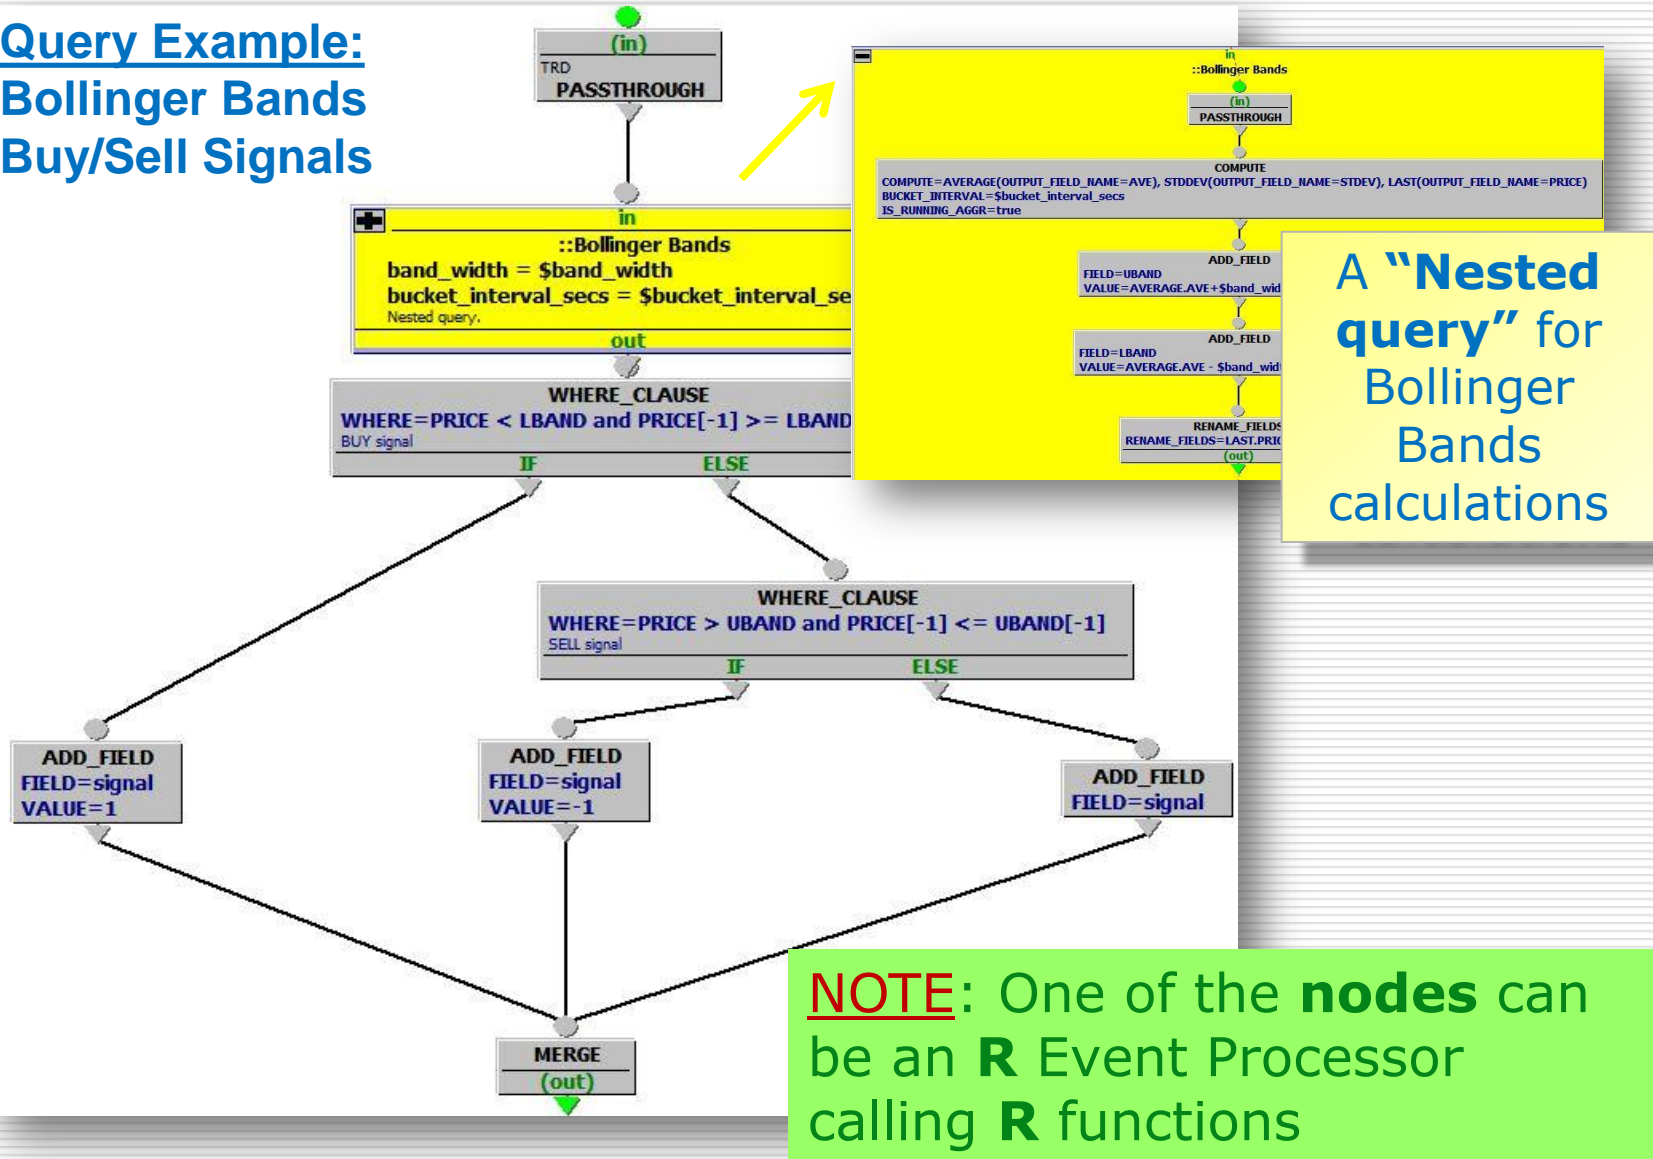 Query Example:
Bollinger Bands
Buy/Sell Signals
(in)
TRD
PASSTHROUGH
in
::Bollinger Bands
band_width = $band_width
bucket_interval_secs = $bucket_interval_se
Nested query.
out
WHERE_CLAUSE
WHERE=PRICE < LBAND and PRICE[-1] >= LBAND
BUY signal
IF ELSE
WHERE_CLAUSE
WHERE=PRICE > UBAND and PRICE[-1] <= UBAND[-1]
SELL signal
IF ELSE
ADD_FIELD
FIELD=signal
VALUE=1
ADD_FIELD
FIELD=signal
VALUE=-1
ADD_FIELD
FIELD=signal
MERGE
(out)
in
::Bollinger Bands
(in)
PASSTHROUGH
COMPUTE
COMPUTE=AVERAGE(OUTPUT_FIELD_NAME=AVE), STDDEV(OUTPUT_FIELD_NAME=STDEV), LAST(OUTPUT_FIELD_NAME=PRICE)
BUCKET_INTERVAL=$bucket_interval_secs
IS_RUNNING_AGGR=true
ADD_FIELD
FIELD=UBAND
VALUE=AVERAGE.AVE+$band_wid
ADD_FIELD
FIELD=LBAND
VALUE=AVERAGE.AVE - $band_wid
RENAME_FIELDS
RENAME_FIELDS=LAST.PRIC
(out)
A “Nested
query” for
Bollinger
Bands
calculations
NOTE: One of the nodes can
be an R Event Processor
calling R functions